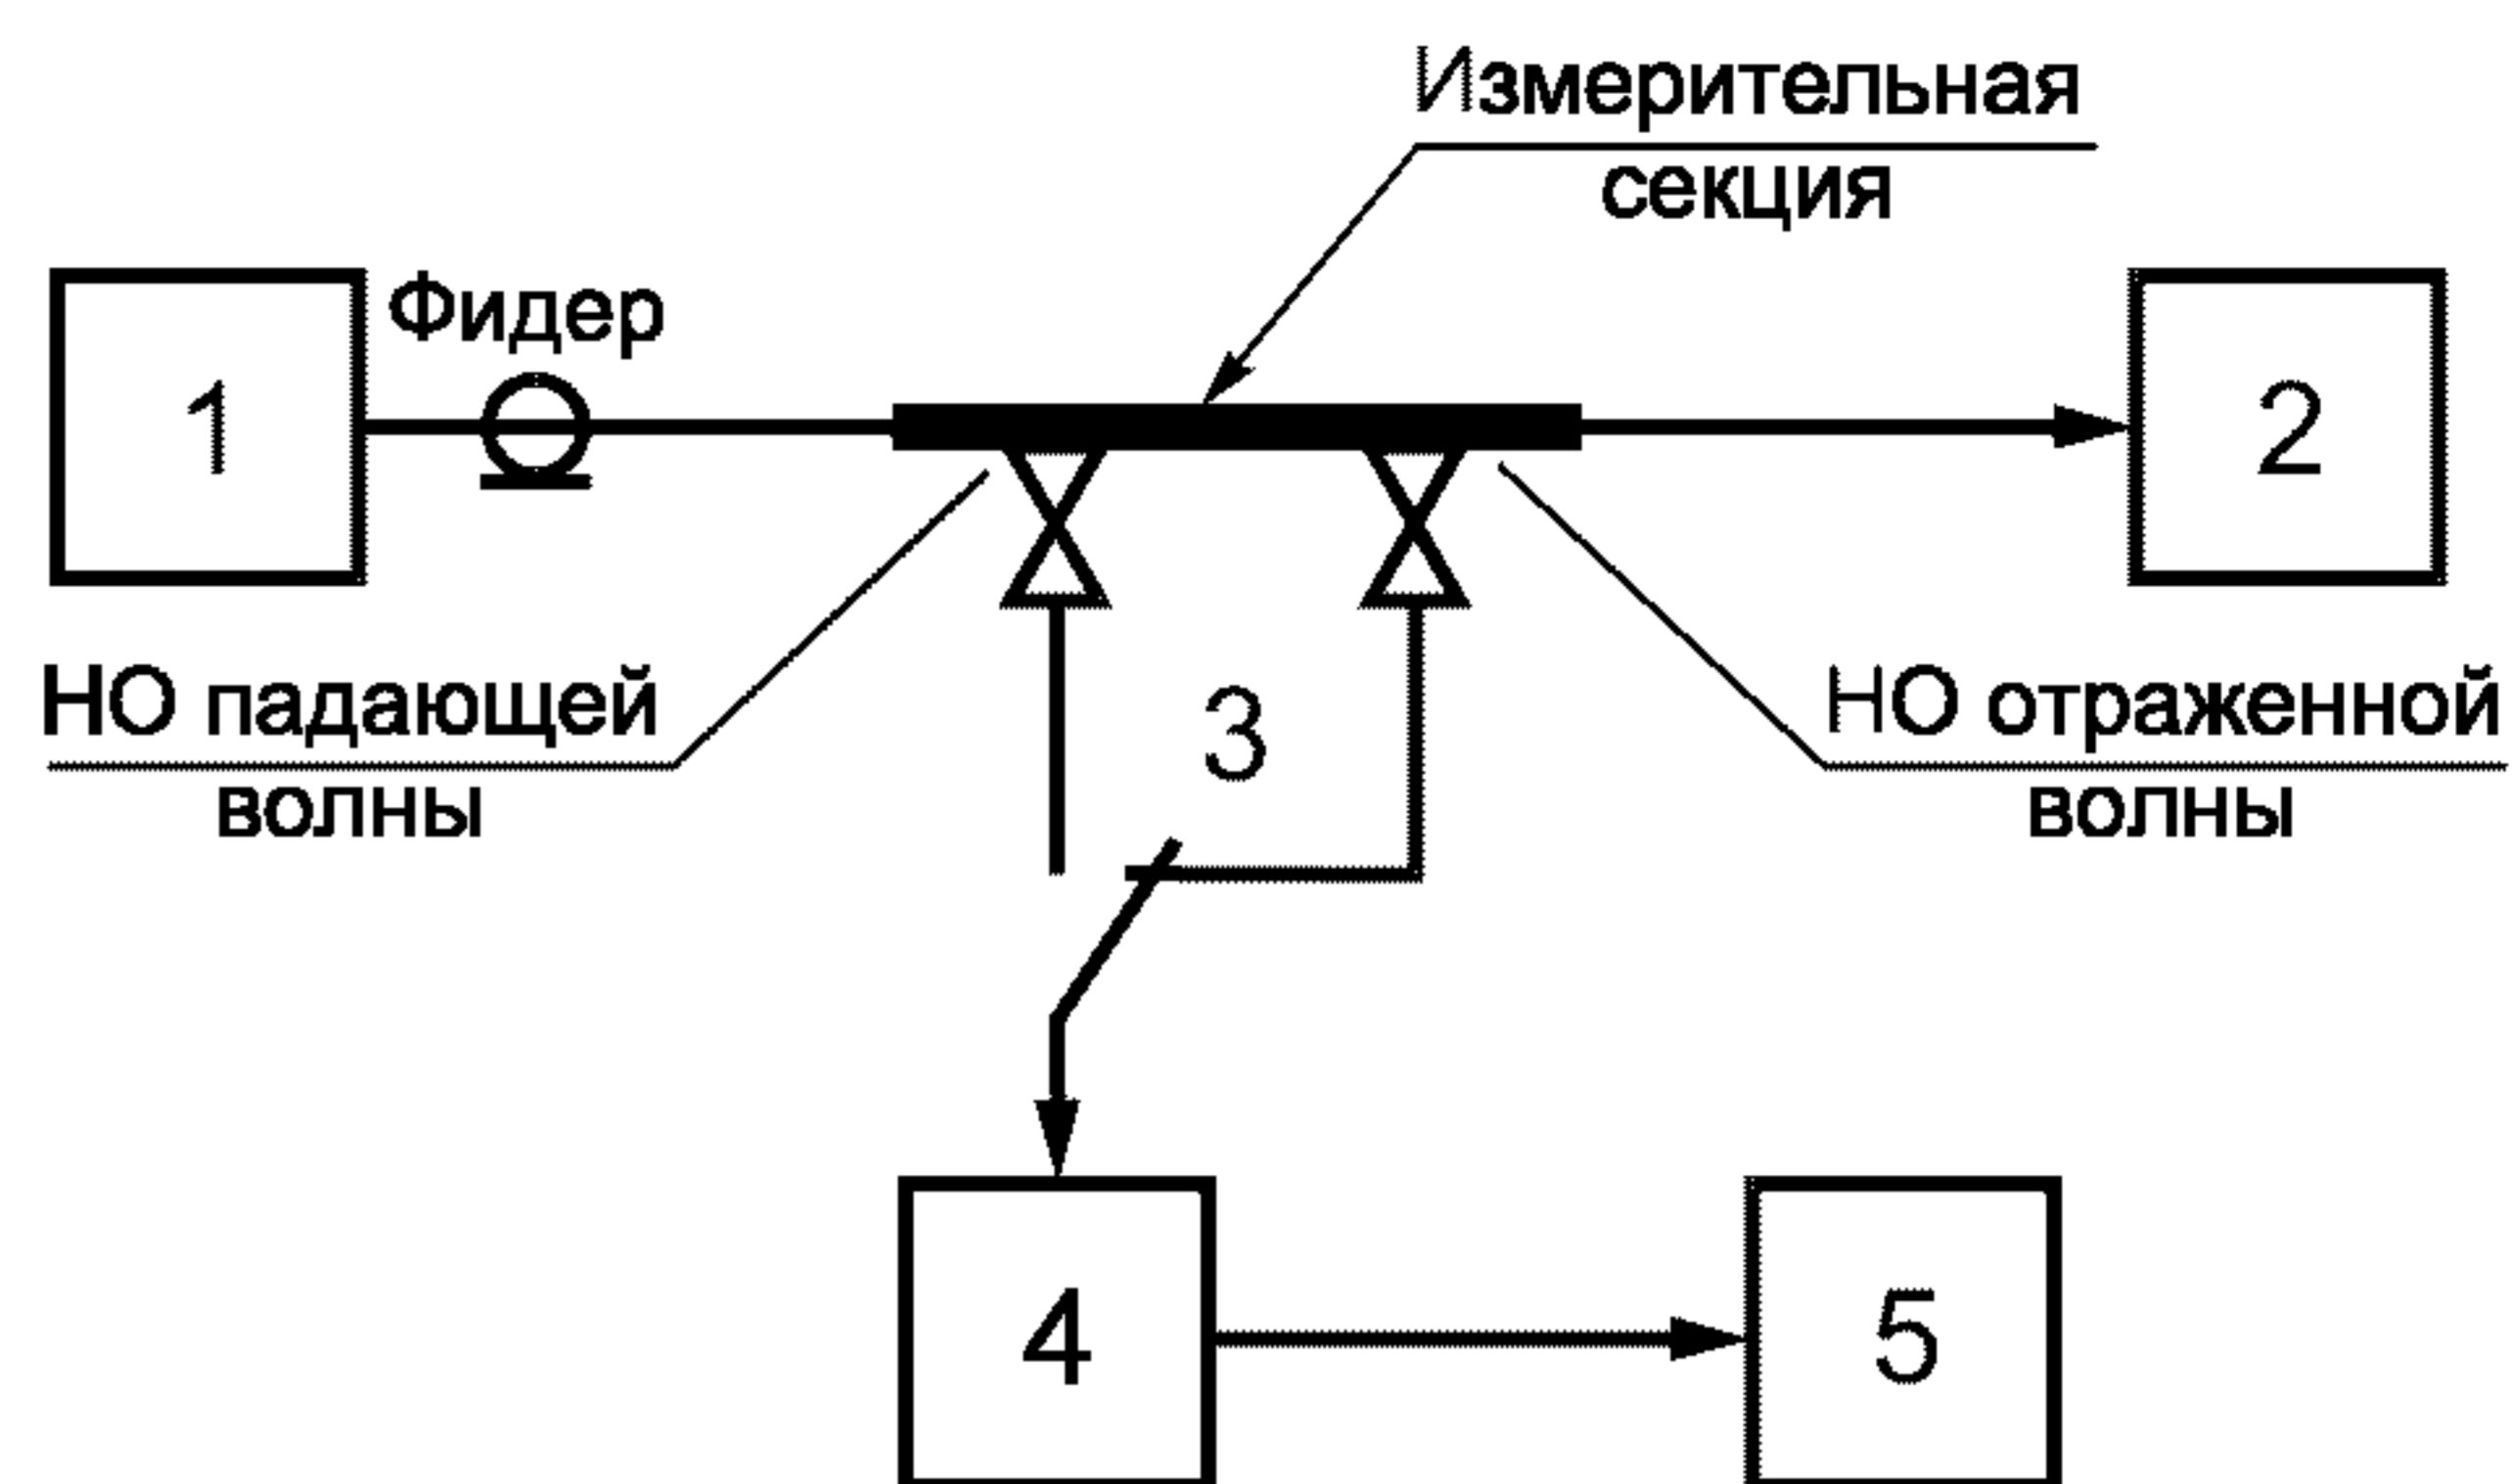 Измерительная
секция
Фидер
1
2
НО падающей
волны
3
НО отраженной
волны
4
5